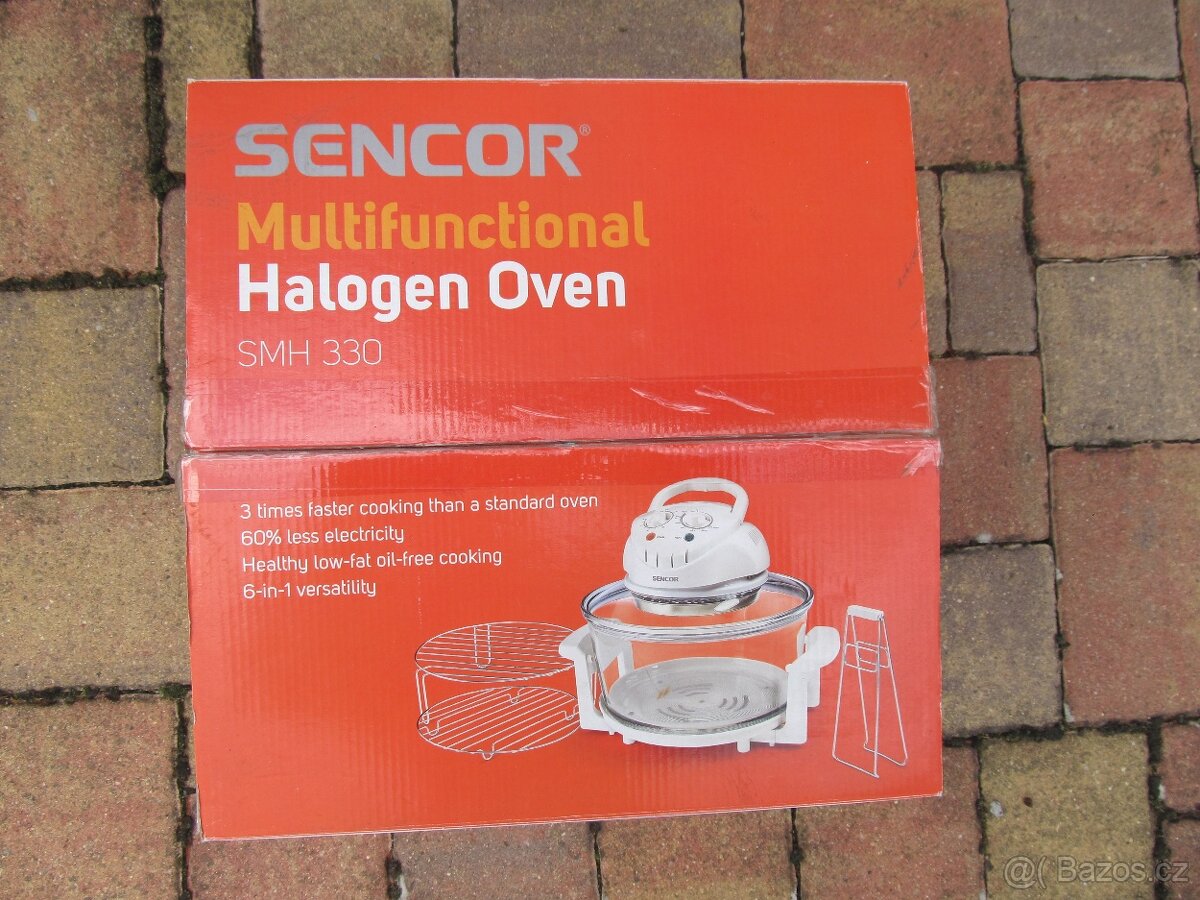 SENCOR®
Multifunctional
Halogen Oven
SMH 330
3 times faster cooking than a standard oven
60% less electricity
Healthy low-fat oil-free cooking
6-in-1 versatility
SENCOR
@( Bazos.cz